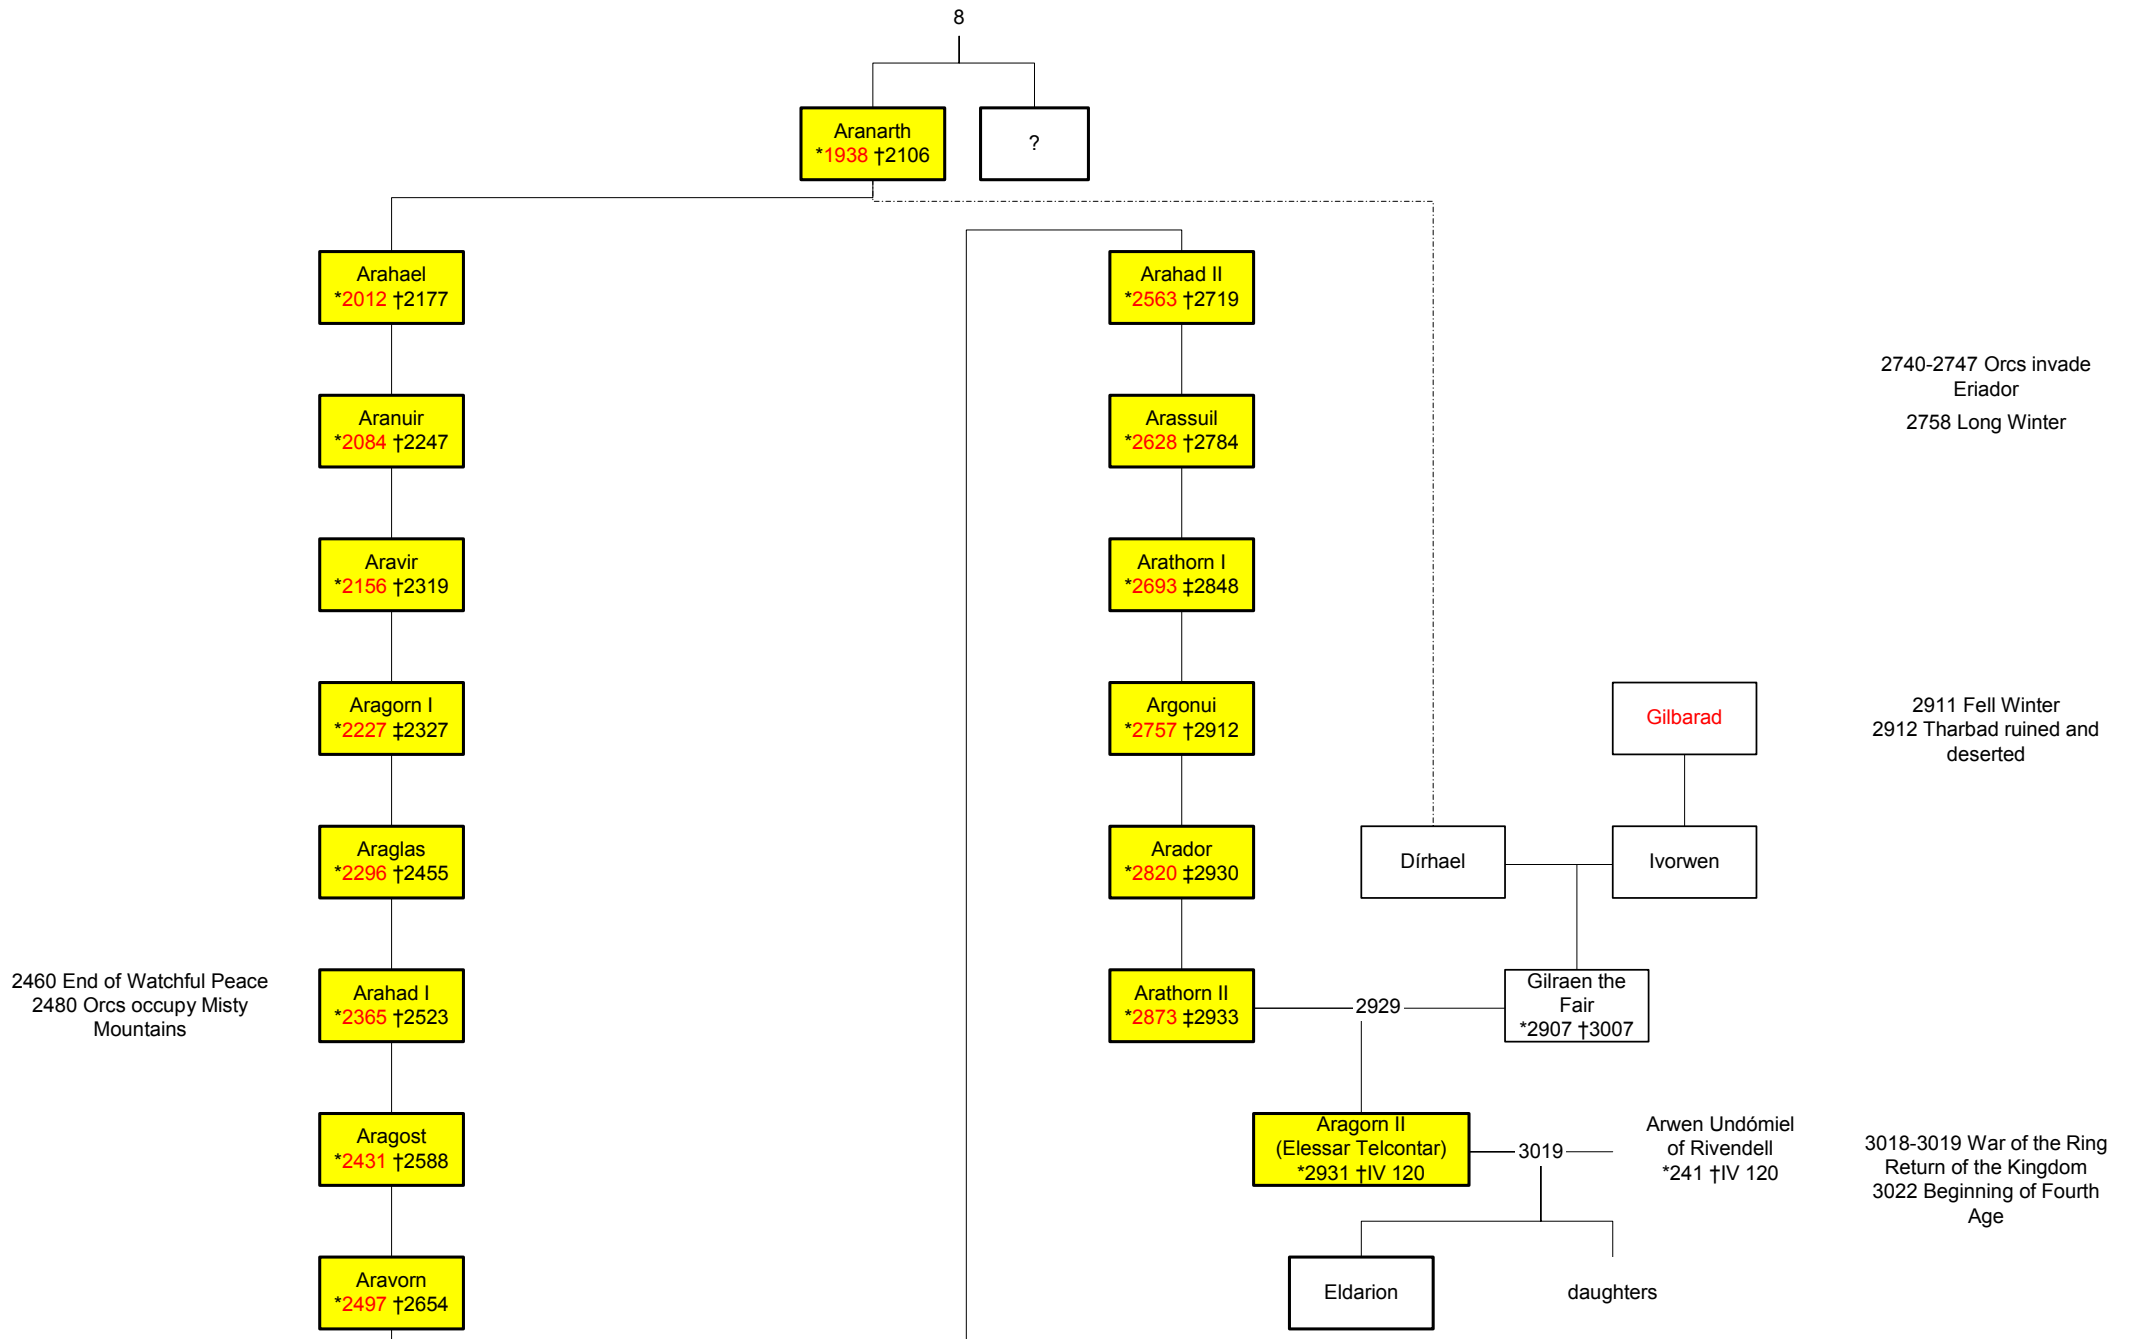 8
Aranarth
*1938 †2106
?
Arahael
*2012 †2177
Arahad II
*2563 †2719
2740-2747 Orcs invade
Eriador
2758 Long Winter
Aranuir
*2084 †2247
Arassuil
*2628 †2784
Aravir
*2156 †2319
Arathorn I
*2693 ‡2848
Aragorn I
*2227 ‡2327
Argonui
*2757 †2912
Gilbarad
2911 Fell Winter
2912 Tharbad ruined and
deserted
Araglas
*2296 †2455
Arador
*2820 ‡2930
Dírhael
Ivorwen
2460 End of Watchful Peace
2480 Orcs occupy Misty
Mountains
Arahad I
*2365 †2523
Arathorn II
*2873 ‡2933
2929
Gilraen the
Fair
*2907 †3007
Aragost
*2431 †2588
Aragorn II
(Elessar Telcontar)
*2931 †IV 120
3019
Arwen Undómiel
of Rivendell
*241 †IV 120
3018-3019 War of the Ring
Return of the Kingdom
3022 Beginning of Fourth
Age
Aravorn
*2497 †2654
Eldarion
daughters